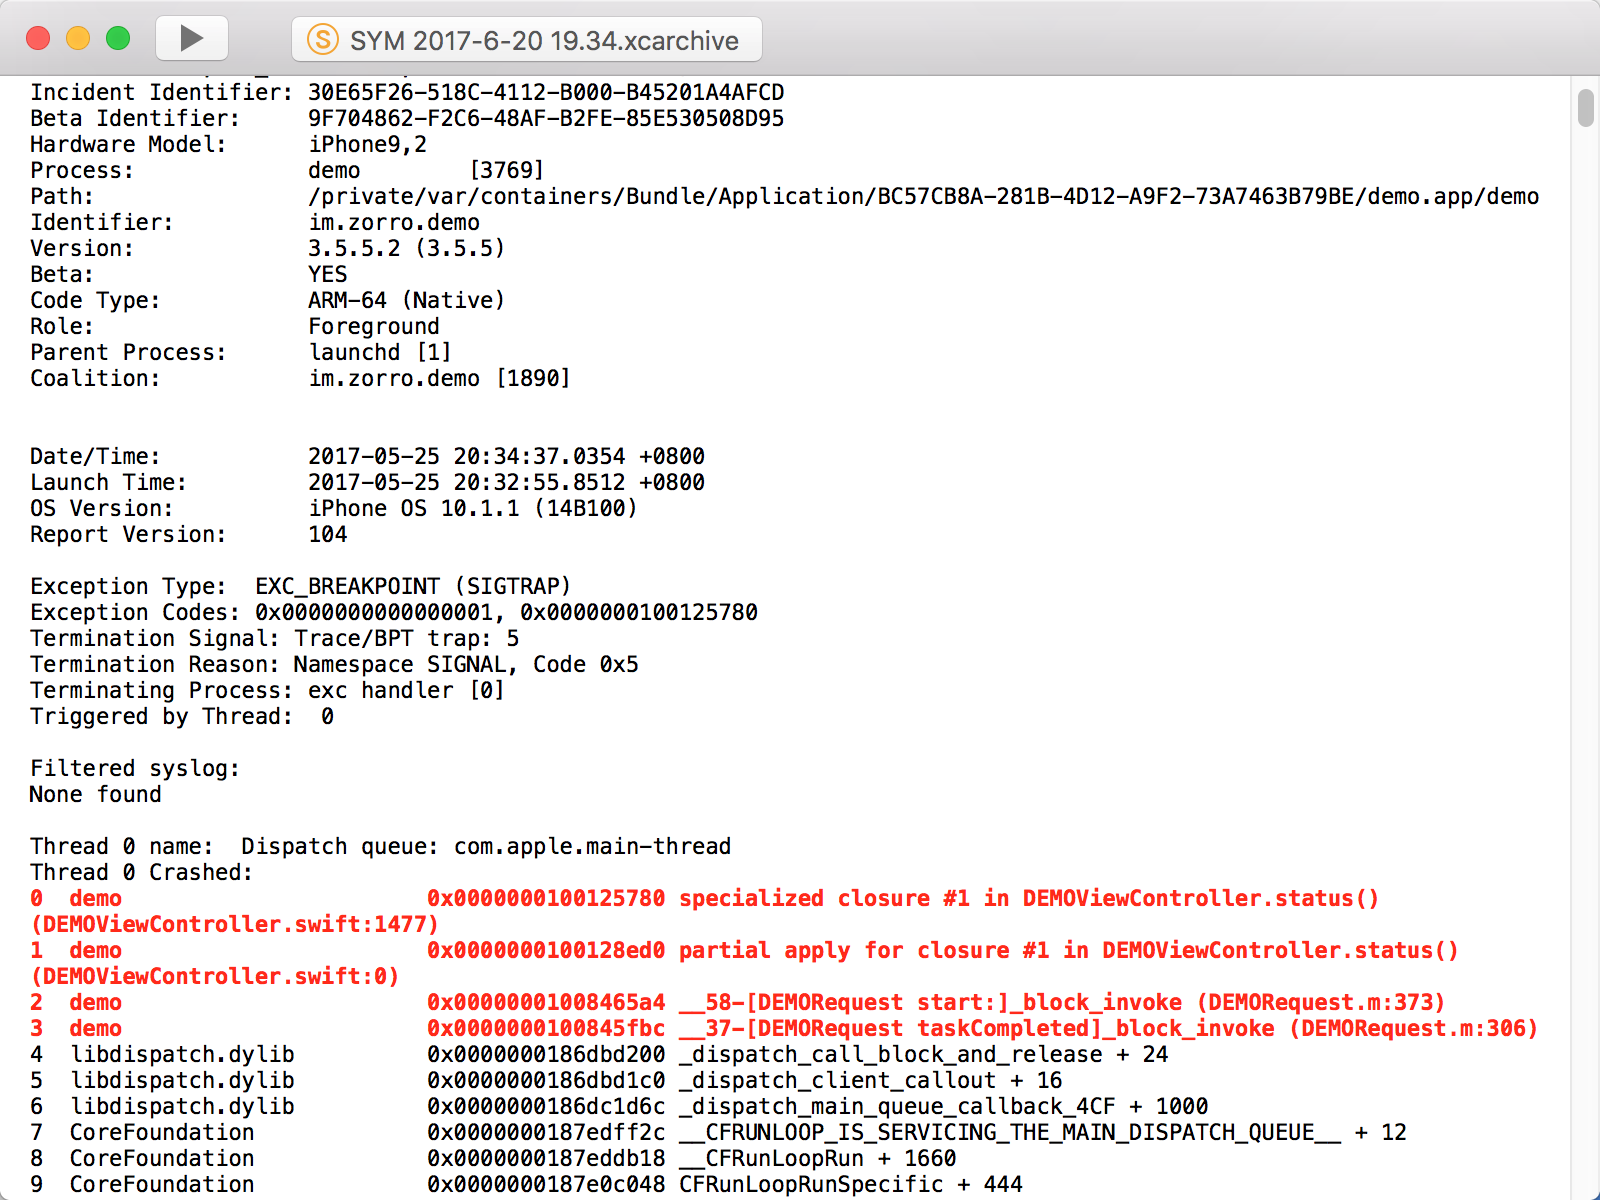 SYM 2017-6-20 19.34.xcarchive
Incident Identifier: 30E65F26-518C-4112-B000-B45201A4AFCD
Beta Identifier: 9F704862-F2C6-48AF-B2FE-85E530508D95
Hardware Model: iPhone9,2
Process: demo [3769]
Path: /private/var/containers/Bundle/Application/BC57CB8A-281B-4D12-A9F2-73A7463B79BE/demo.app/demo
Identifier: im.zorro.demo
Version: 3.5.5.2 (3.5.5)
Beta: YES
Code Type: ARM-64 (Native)
Role: Foreground
Parent Process: launchd [1]
Coalition: im.zorro.demo [1890]
Date/Time: 2017-05-25 20:34:37.0354 +0800
Launch Time: 2017-05-25 20:32:55.8512 +0800
OS Version: iPhone OS 10.1.1 (14B100)
Report Version: 104
Exception Type: EXC_BREAKPOINT (SIGTRAP)
Exception Codes: 0x0000000000000001, 0x0000000100125780
Termination Signal: Trace/BPT trap: 5
Termination Reason: Namespace SIGNAL, Code 0x5
Terminating Process: exc handler [0]
Triggered by Thread: 0
Filtered syslog:
None found
Thread 0 name: Dispatch queue: com.apple.main-thread
Thread 0 Crashed:
0 demo 0x0000000100125780 specialized closure #1 in DEMOViewController.status()
(DEMOViewController.swift:1477)
1 demo 0x0000000100128ed0 partial apply for closure #1 in DEMOViewController.status()
(DEMOViewController.swift:0)
2 demo 0x00000001008465a4 __58-[DEMORequest start:]_block_invoke (DEMORequest.m:373)
3 demo 0x0000000100845fbc __37-[DEMORequest taskCompleted]_block_invoke (DEMORequest.m:306)
4 libdispatch.dylib 0x0000000186dbd200 _dispatch_call_block_and_release + 24
5 libdispatch.dylib 0x0000000186dbd1c0 _dispatch_client_callout + 16
6 libdispatch.dylib 0x0000000186dc1d6c _dispatch_main_queue_callback_4CF + 1000
7 CoreFoundation 0x0000000187edff2c __CFRUNLOOP_IS_SERVICING_THE_MAIN_DISPATCH_QUEUE__ + 12
8 CoreFoundation 0x0000000187eddb18 __CFRunLoopRun + 1660
9 CoreFoundation 0x0000000187e0c048 CFRunLoopRunSpecific + 444